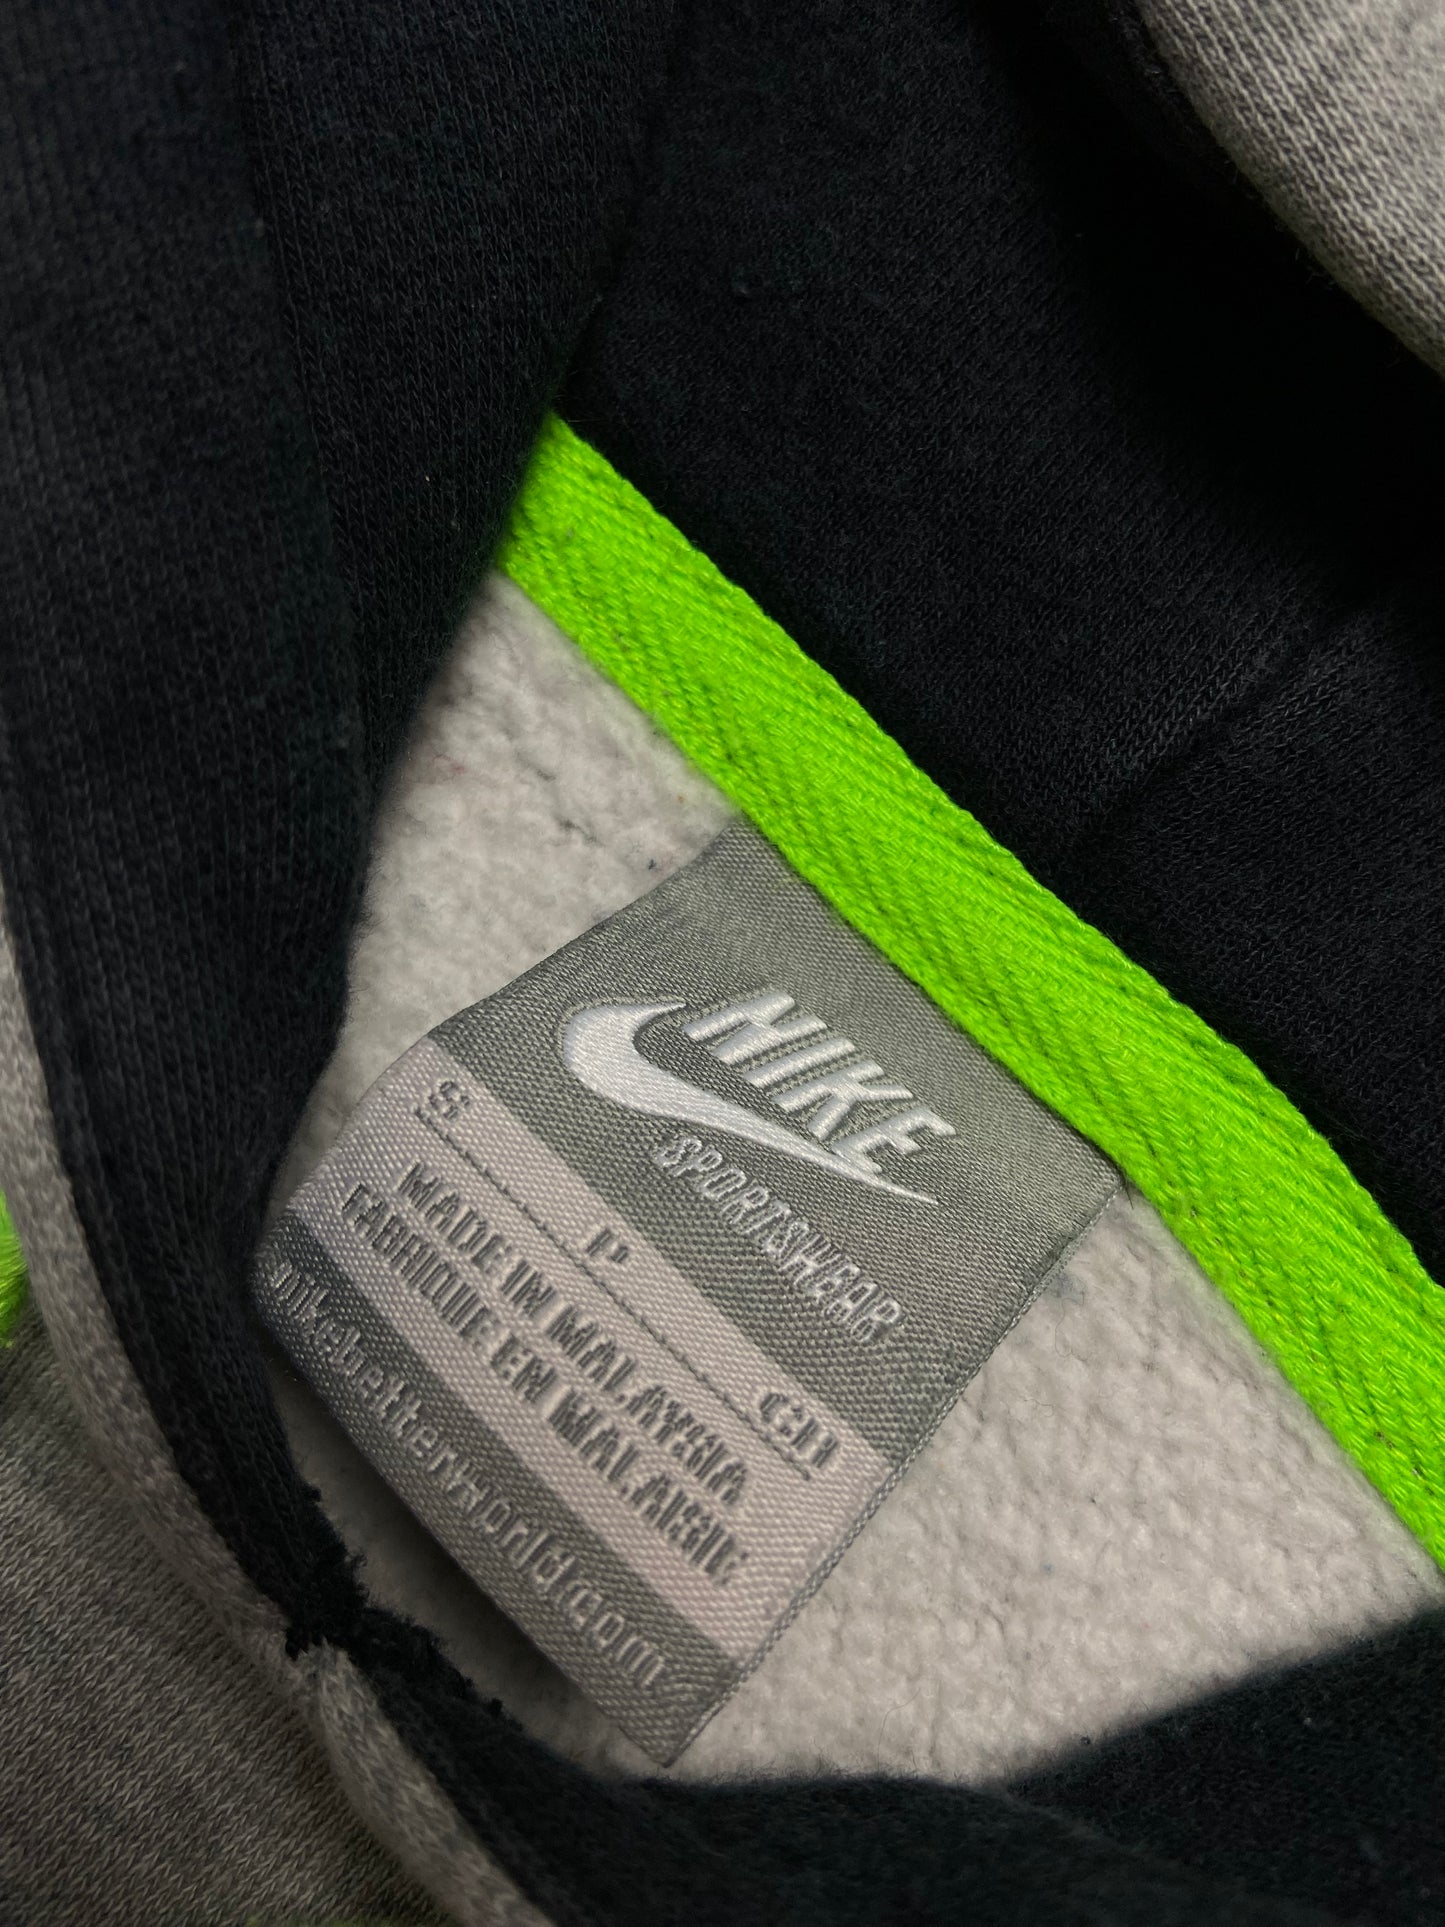 NIKE
SPORTSWEAR
S P CH
MADE IN MALAYSIA
FABRIQUE EN MALAISIE
nikebetterworld.com